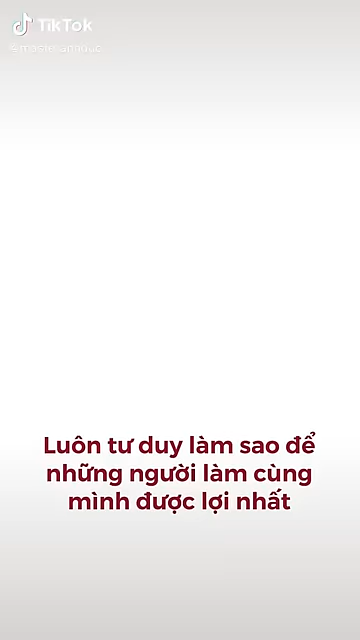 TikTok
Luôn tư duy làm sao để
những người làm cùng
mình được lợi nhất